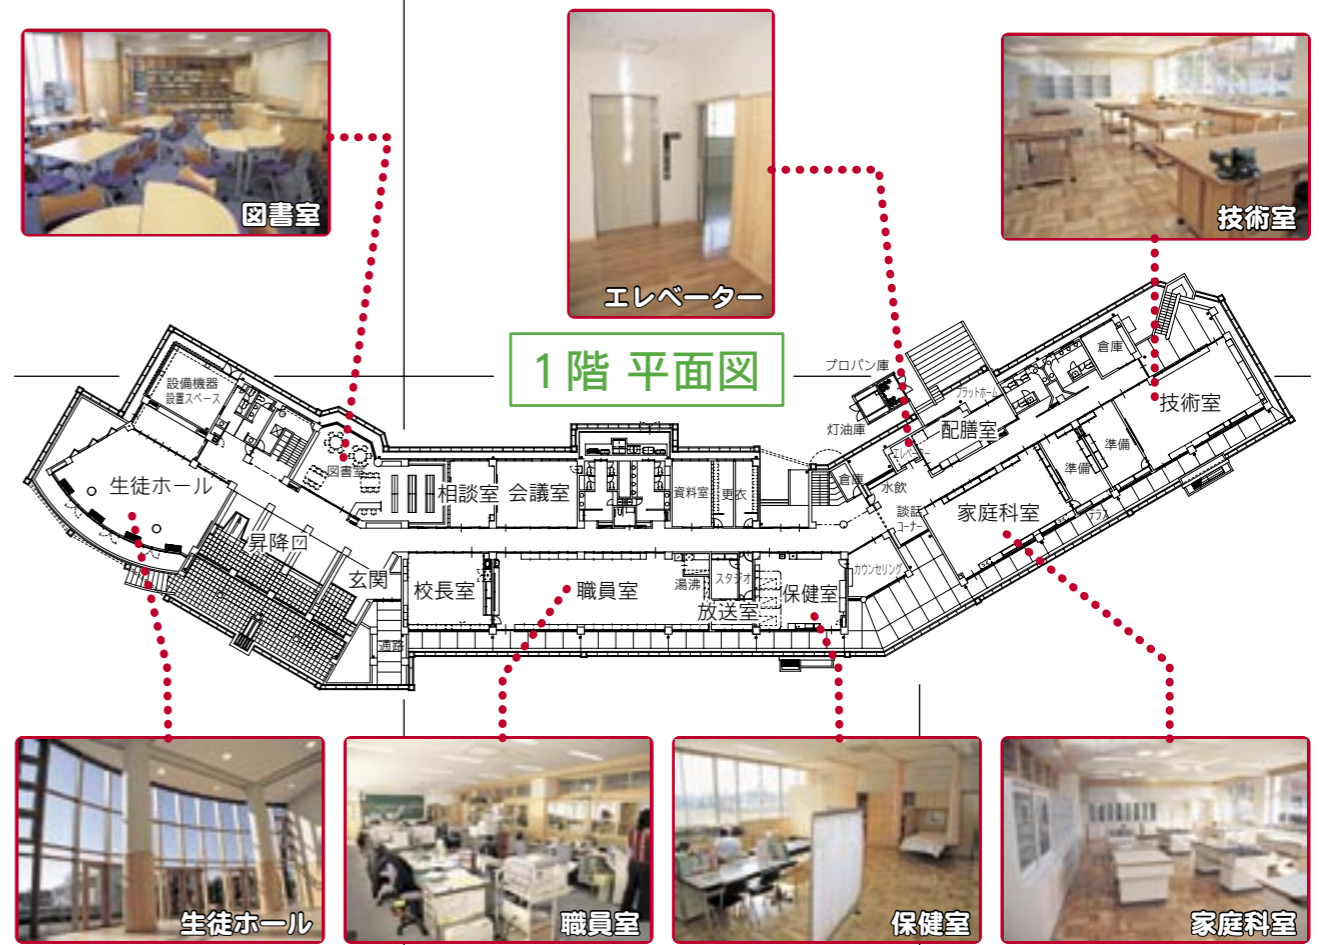 図書室
エレベーター
技術室
1階 平面図
設備機器
設置スペース
図書室
生徒ホール
昇降口
玄関
通路
相談室
会議室
資料室
更衣
校長室
職員室
湯沸
スタジオ
放送室
保健室
カウンセリング
プロパン庫
灯油庫
プラットホーム
配膳室
エレベーター
倉庫
水飲
談話
コーナー
家庭科室
準備
準備
テラス
倉庫
技術室
生徒ホール
職員室
保健室
家庭科室